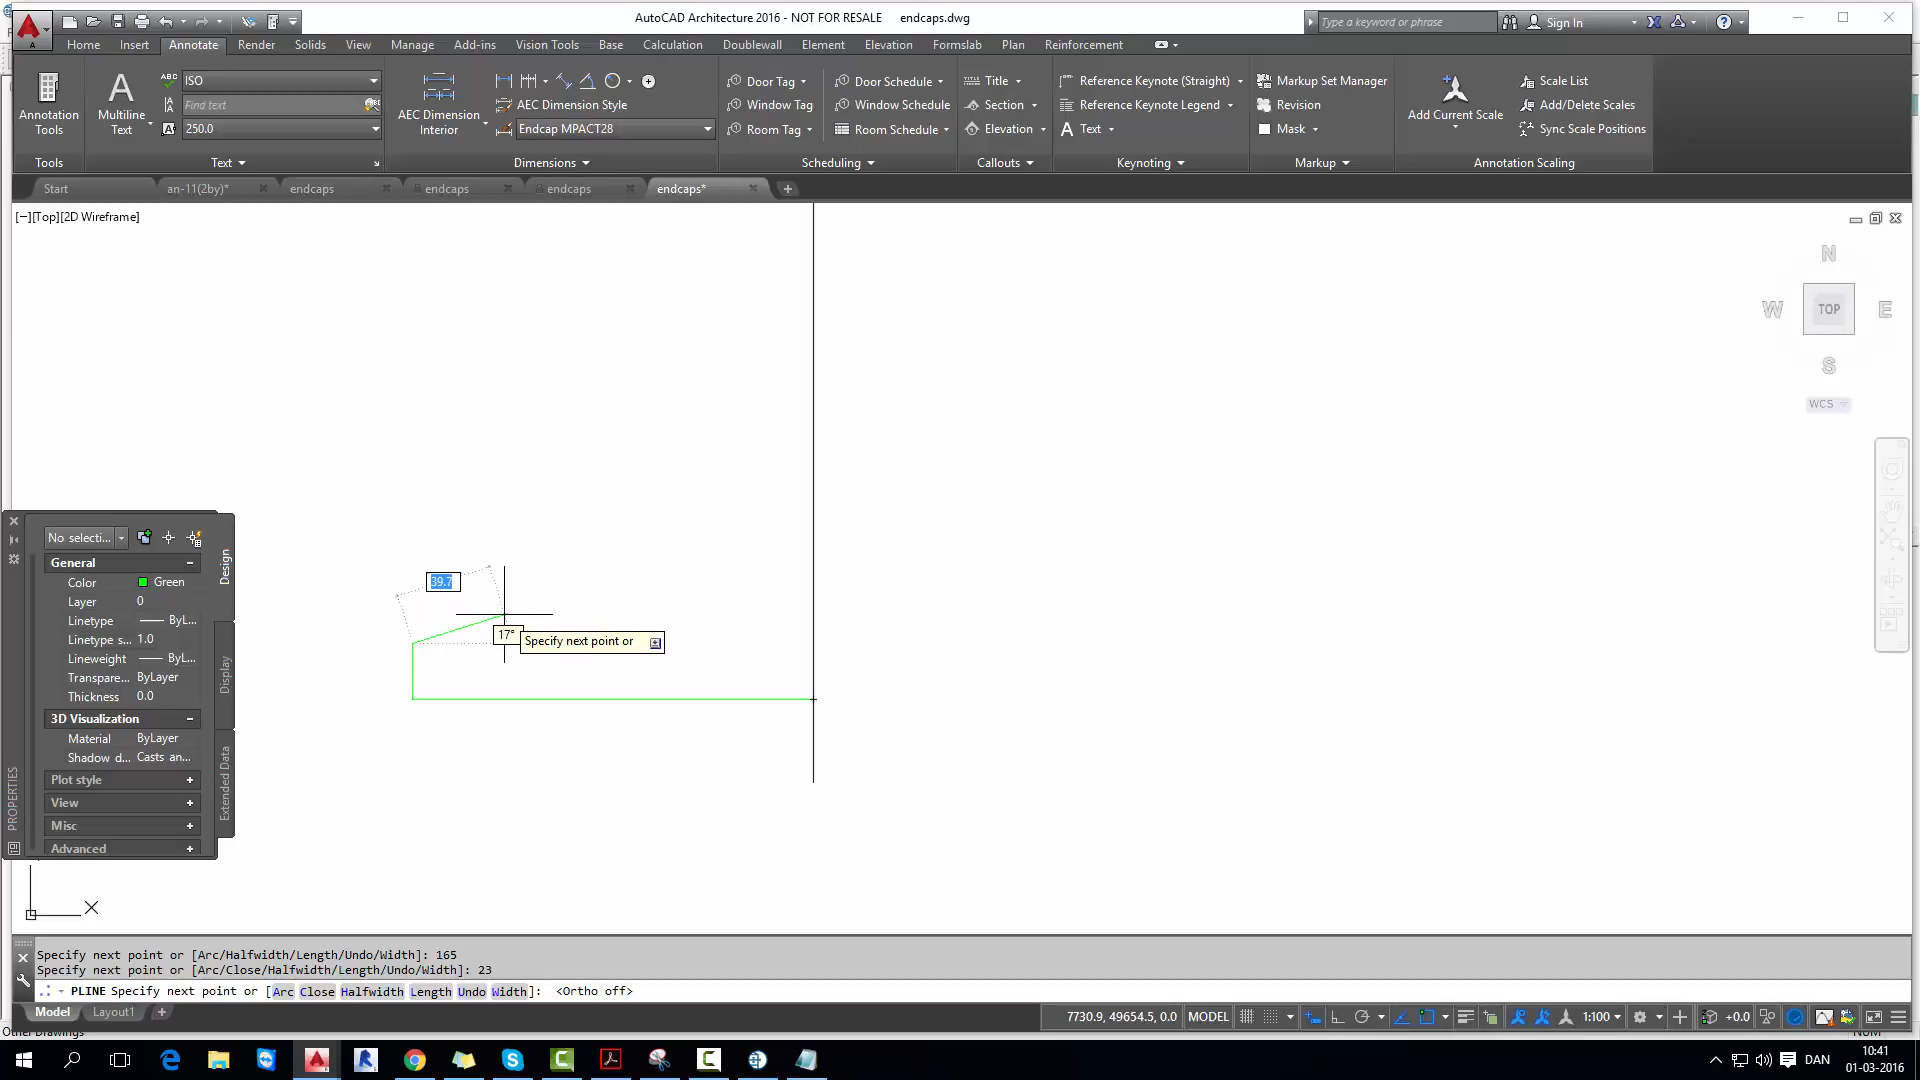 AutoCAD Architecture 2016 - NOT FOR RESALE endcaps.dwg
Type a keyword or phrase
Sign In
Home Insert Annotate Render Solids View Manage Add-ins Vision Tools Base Calculation Doublewall Element Elevation Formslab Plan Reinforcement
Annotation Tools
Tools
Multiline Text
ABC ISO
Find text
250.0
Text
AEC Dimension Interior
AEC Dimension Style
Endcap MPACT28
Dimensions
Door Tag
Window Tag
Room Tag
Door Schedule
Window Schedule
Room Schedule
Scheduling
Title
Section
Elevation
Callouts
Reference Keynote (Straight)
Reference Keynote Legend
Text
Keynoting
Markup Set Manager
Revision
Mask
Markup
Add Current Scale
Scale List
Add/Delete Scales
Sync Scale Positions
Annotation Scaling
Start an-11(2by)* endcaps endcaps endcaps endcaps*
[−][Top][2D Wireframe]
N
W TOP E
S
WCS
No selecti...
General
Color Green
Layer 0
Linetype ByL...
Linetype s... 1.0
Lineweight ByL...
Transpare... ByLayer
Thickness 0.0
3D Visualization
Material ByLayer
Shadow d... Casts an...
Plot style
View
Misc
Advanced
Design
Display
Extended Data
PROPERTIES
39.7
17°
Specify next point or
X
Specify next point or [Arc/Halfwidth/Length/Undo/Width]: 165
Specify next point or [Arc/Close/Halfwidth/Length/Undo/Width]: 23
PLINE Specify next point or [Arc Close Halfwidth Length Undo Width]: <Ortho off>
Model Layout1
7730.9, 49654.5, 0.0 MODEL
1:100
+0.0
DAN
10:41
01-03-2016